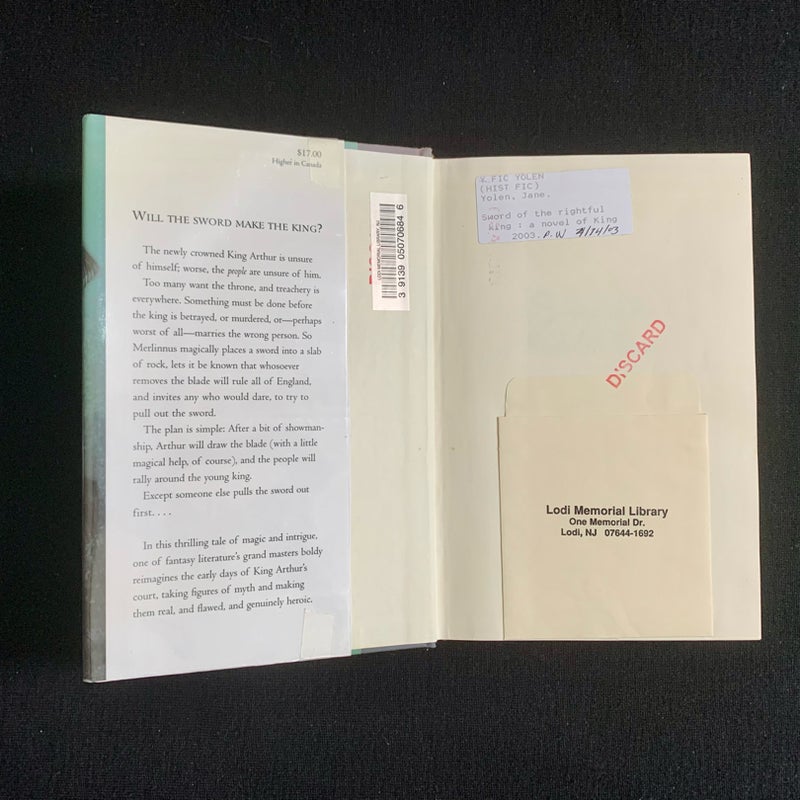 $17.00
Higher in Canada
WILL THE SWORD MAKE THE KING?
The newly crowned King Arthur is unsure
of himself; worse, the people are unsure of him.
Too many want the throne, and treachery is
everywhere. Something must be done before
the king is betrayed, or murdered, or—perhaps
worst of all—marries the wrong person. So
Merlinnus magically places a sword into a slab
of rock, lets it be known that whosoever
removes the blade will rule all of England,
and invites any who would dare, to try to
pull out the sword.
The plan is simple: After a bit of showman-
ship, Arthur will draw the blade (with a little
magical help, of course), and the people will
rally around the young king.
Except someone else pulls the sword out
first. . . .
In this thrilling tale of magic and intrigue,
one of fantasy literature's grand masters boldy
reimagines the early days of King Arthur's
court, taking figures of myth and making
them real, and flawed, and genuinely heroic.
3 9139 05070684 6
Y FIC YOLEN
(HIST FIC)
Yolen, Jane.
Sword of the rightful
king : a novel of King
2003.
DISCARD
Lodi Memorial Library
One Memorial Dr.
Lodi, NJ 07644-1692